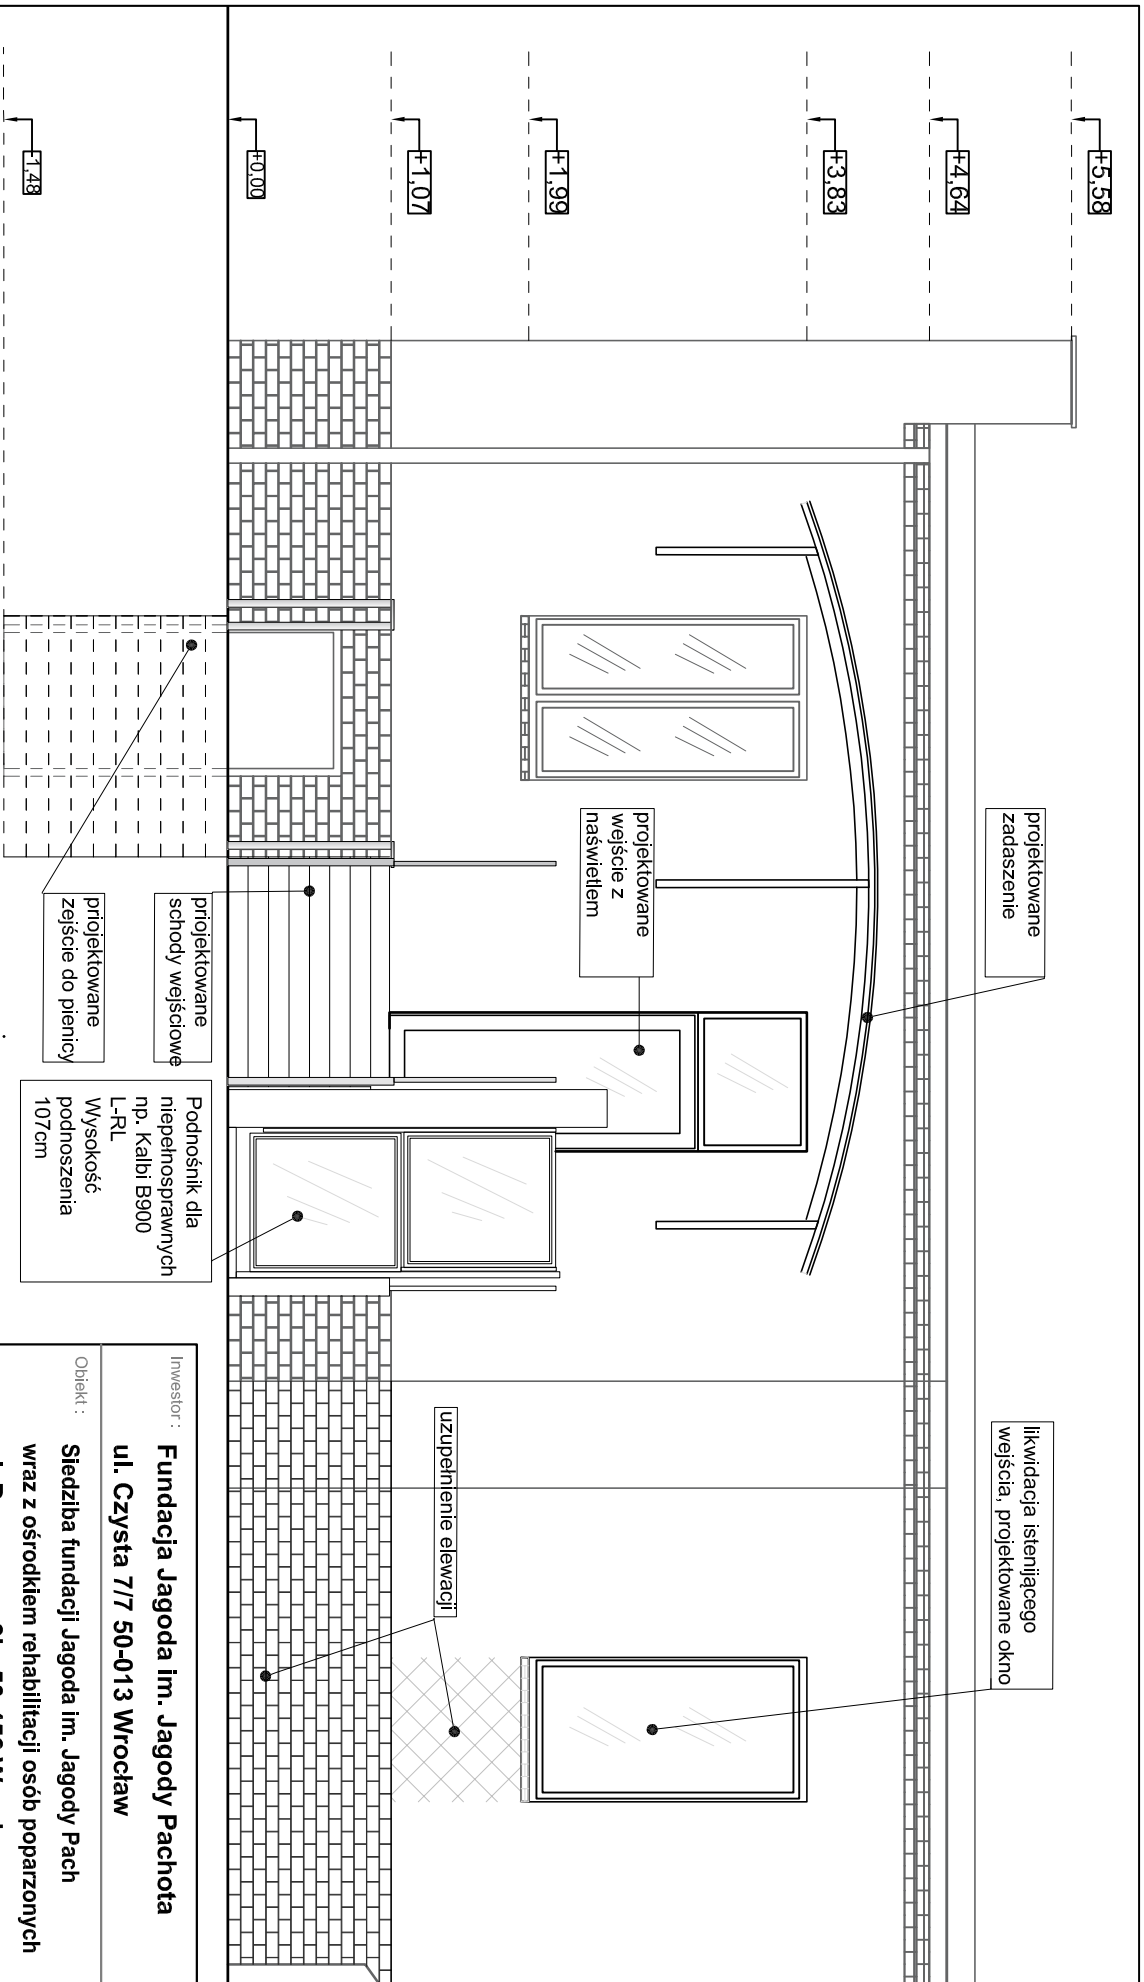 +5,58
+4,64
+3,83
+1,99
+1,07
+0,00
-1,48
projektowane
zadaszenie
likwidacja istenijącego
wejścia, projektowane okno
projektowane
wejście z
naświetlem
uzupełnienie elewacji
priojektowane
schody wejściowe
priojektowane
zejście do pienicy
Podnośnik dla
niepełnosprawnych
np. Kalbi B900
L-RL
Wysokość
podnoszenia
107cm
Inwestor :
Fundacja Jagoda im. Jagody Pachota
ul. Czysta 7/7 50-013 Wrocław
Obiekt :
Siedziba fundacji Jagoda im. Jagody Pach
wraz z ośrodkiem rehabilitacji osób poparzonych